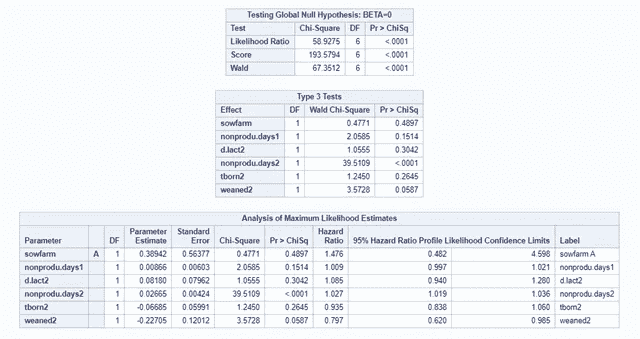 Testing Global Null Hypothesis: BETA=0
Test Chi-Square DF Pr > ChiSq
Likelihood Ratio 58.9275 6 <.0001
Score 193.5794 6 <.0001
Wald 67.3512 6 <.0001
Type 3 Tests
Effect DF Wald Chi-Square Pr > ChiSq
sowfarm 1 0.4771 0.4897
nonprodu.days1 1 2.0585 0.1514
d.lact2 1 1.0555 0.3042
nonprodu.days2 1 39.5109 <.0001
tborn2 1 1.2450 0.2645
weaned2 1 3.5728 0.0587
Analysis of Maximum Likelihood Estimates
Parameter DF Parameter Estimate Standard Error Chi-Square Pr > ChiSq Hazard Ratio 95% Hazard Ratio Profile Likelihood Confidence Limits Label
sowfarm A 1 0.38942 0.56377 0.4771 0.4897 1.476 0.482 4.598 sowfarm A
nonprodu.days1 1 0.00866 0.00603 2.0585 0.1514 1.009 0.997 1.021 nonprodu.days1
d.lact2 1 0.08180 0.07962 1.0555 0.3042 1.085 0.940 1.280 d.lact2
nonprodu.days2 1 0.02665 0.00424 39.5109 <.0001 1.027 1.019 1.036 nonprodu.days2
tborn2 1 -0.06685 0.05991 1.2450 0.2645 0.935 0.838 1.060 tborn2
weaned2 1 -0.22705 0.12012 3.5728 0.0587 0.797 0.620 0.985 weaned2